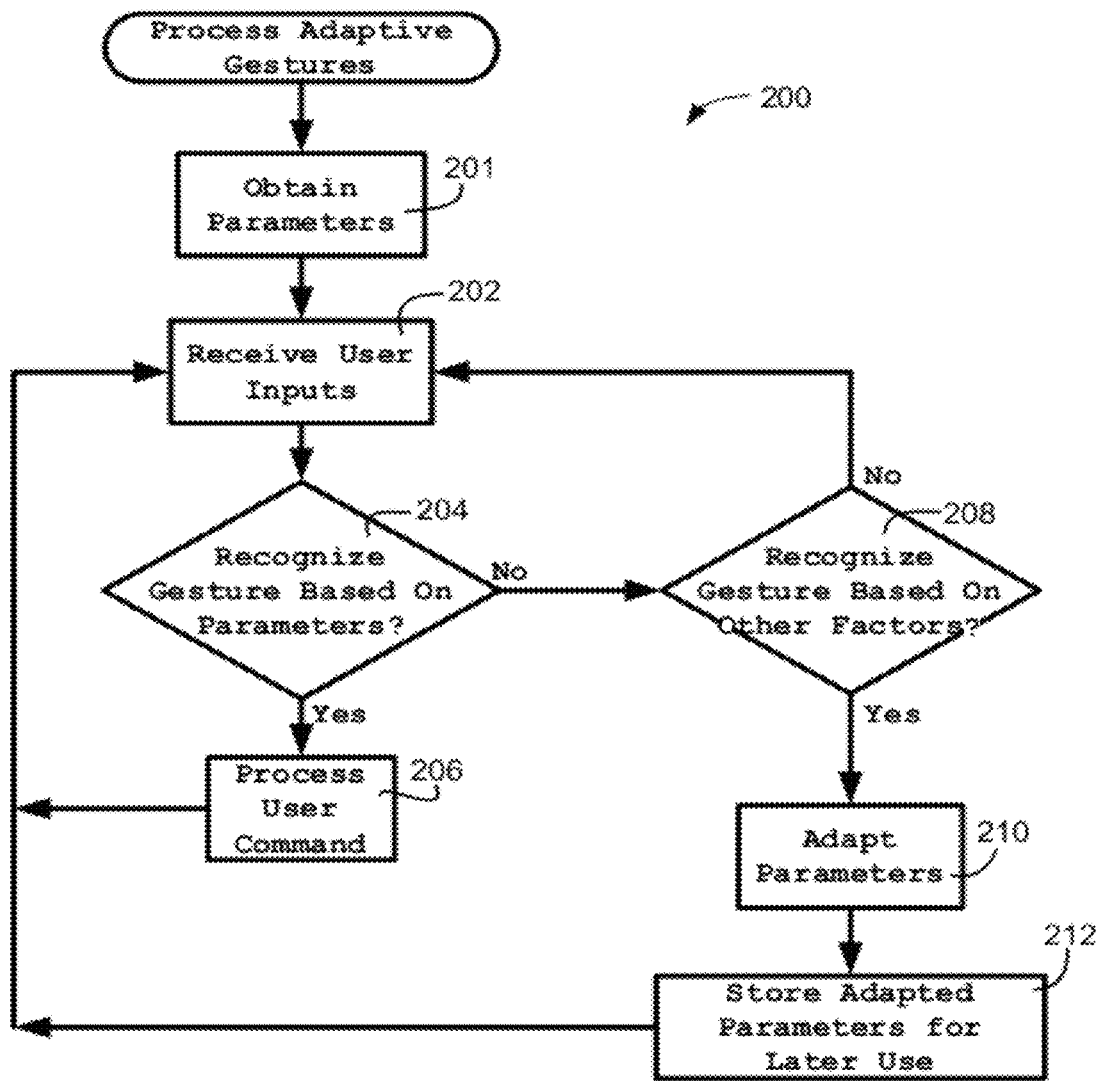 Process Adaptive
Gestures
200
201
Obtain
Parameters
202
Receive User
Inputs
No
204
208
Recognize
Gesture Based On
Parameters?
No
Recognize
Gesture Based On
Other Factors?
Yes
Yes
206
Process
User
Command
210
Adapt
Parameters
212
Store Adapted
Parameters for
Later Use